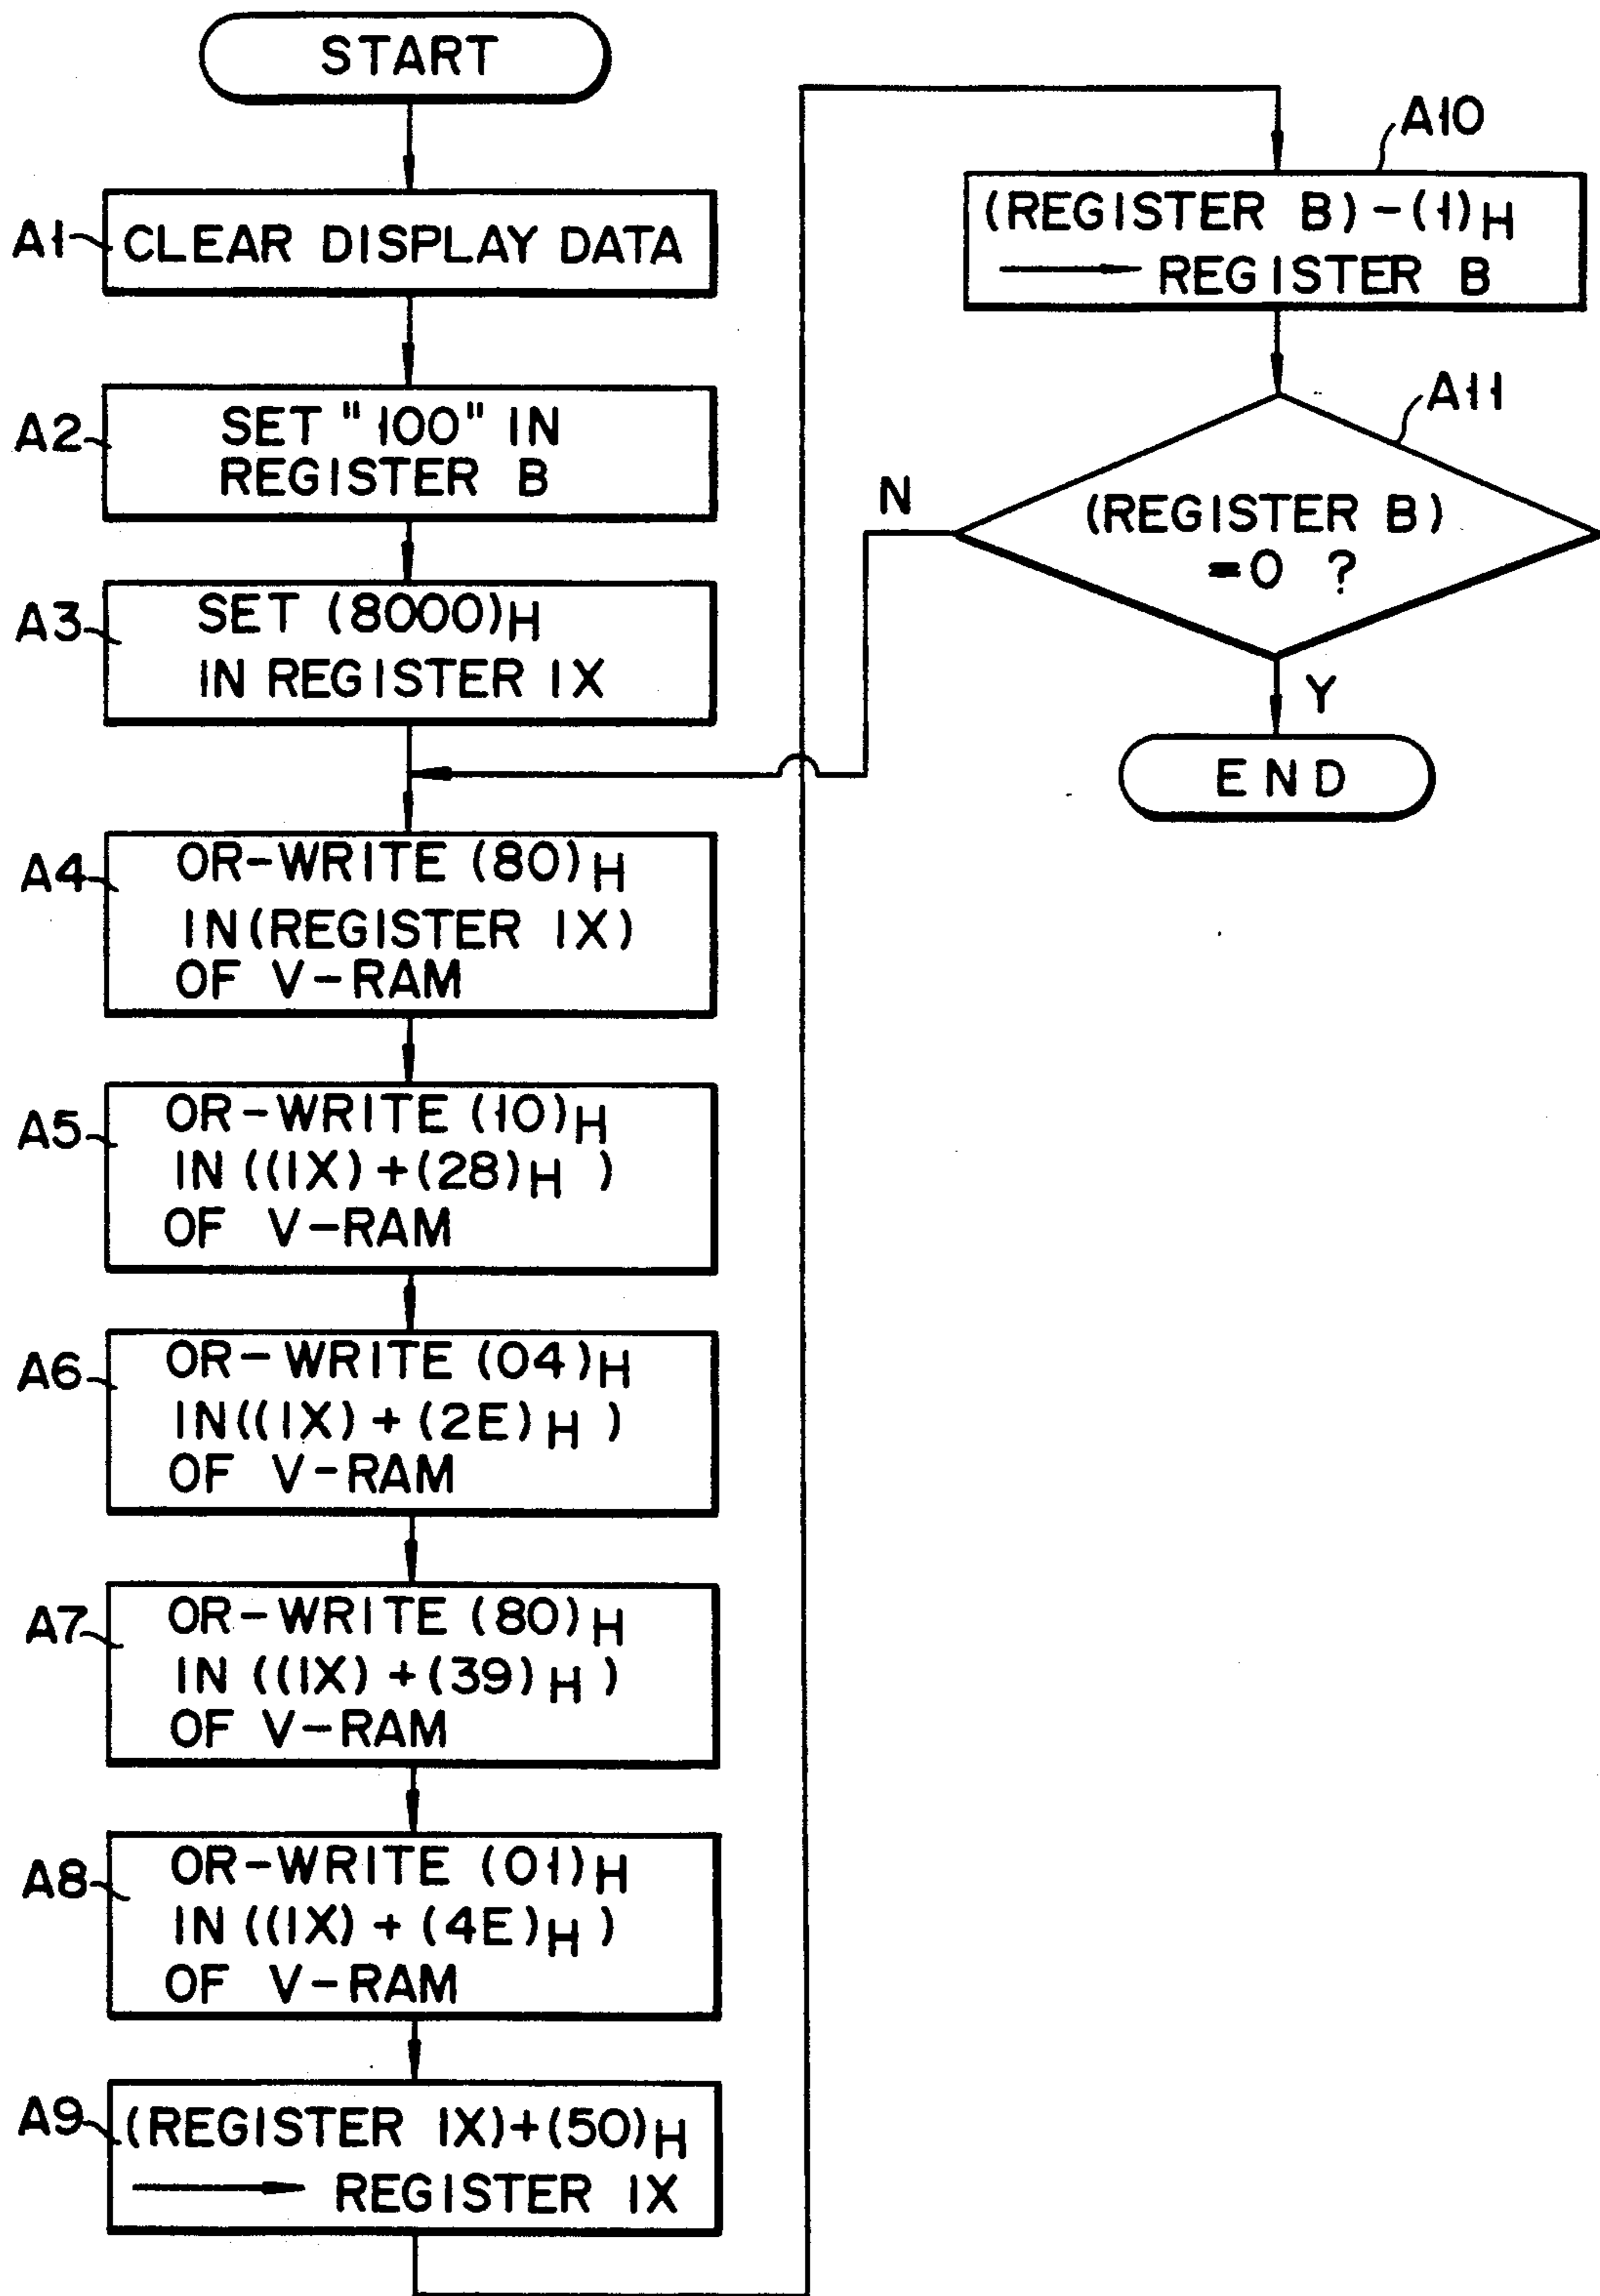 START
A1
CLEAR DISPLAY DATA
A2
SET "100" IN
REGISTER B
A3
SET (8000)H
IN REGISTER IX
A4
OR-WRITE (80)H
IN (REGISTER IX)
OF V-RAM
A5
OR-WRITE (10)H
IN ((IX)+(28)H )
OF V-RAM
A6
OR-WRITE (04)H
IN ((IX)+(2E)H )
OF V-RAM
A7
OR-WRITE (80)H
IN ((IX)+(39)H )
OF V-RAM
A8
OR-WRITE (01)H
IN ((IX)+(4E)H )
OF V-RAM
A9
(REGISTER IX)+(50)H
⟶ REGISTER IX
A10
(REGISTER B)-(1)H
⟶ REGISTER B
A11
(REGISTER B)
=0 ?
N
Y
END